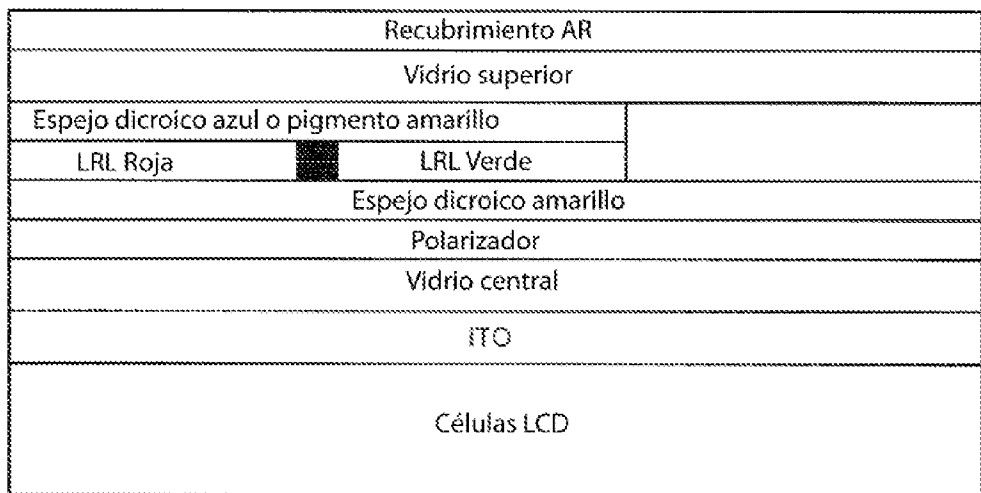 Recubrimiento AR
Vidrio superior
Espejo dicroico azul o pigmento amarillo
LRL Roja LRL Verde
Espejo dicroico amarillo
Polarizador
Vidrio central
ITO
Células LCD